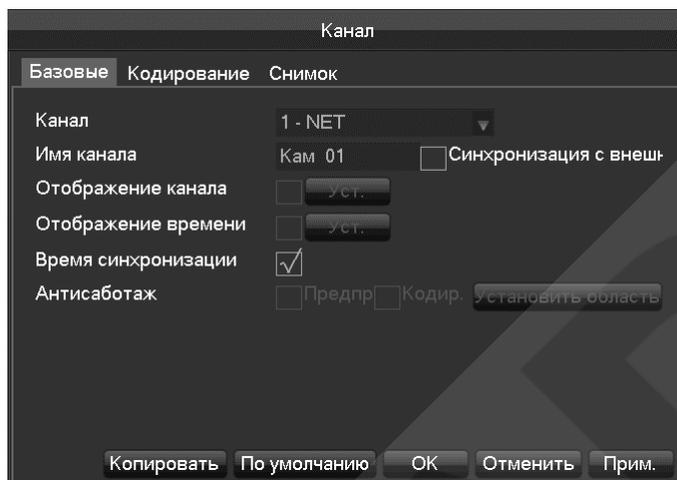 Канал
Базовые Кодирование Снимок
Канал 1 - NET
Имя канала Кам 01 Синхронизация с внешн
Отображение канала Уст.
Отображение времени Уст.
Время синхронизации
Антисаботаж Предпр Кодир. Установить область
Копировать По умолчанию OK Отменить Прим.